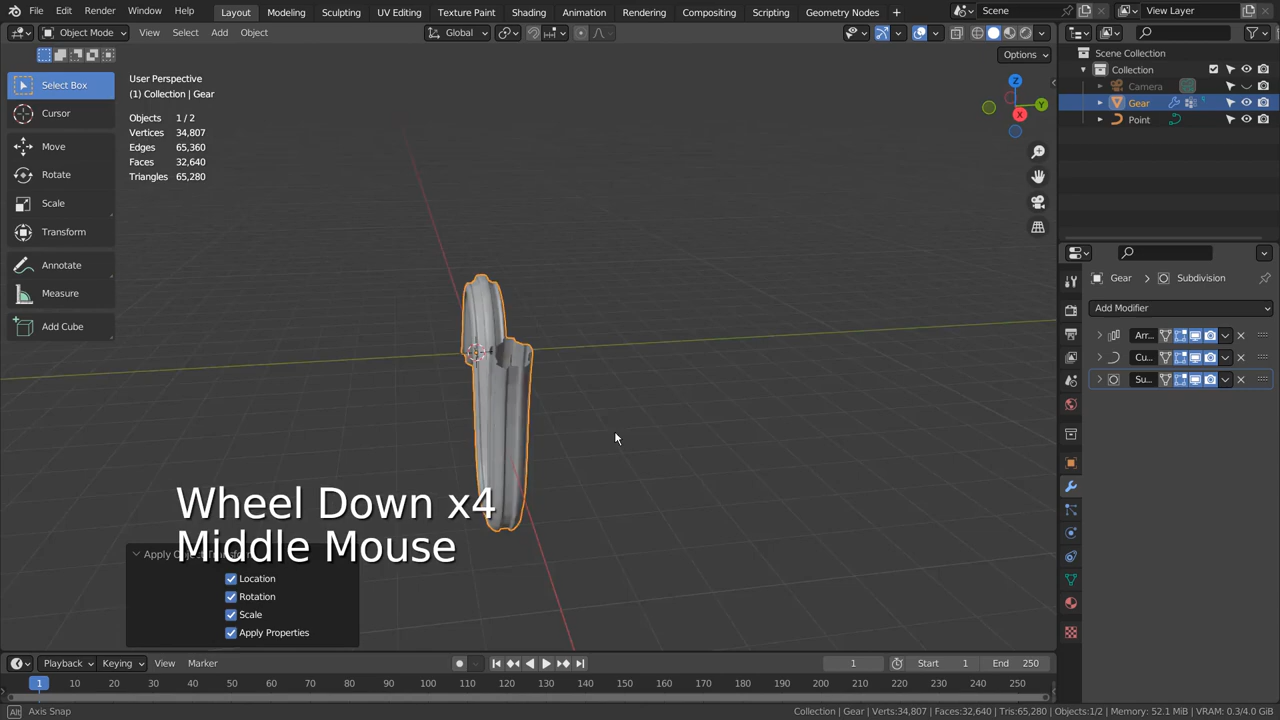 File Edit Render Window Help
Layout Modeling Sculpting UV Editing Texture Paint Shading Animation Rendering Compositing Scripting Geometry Nodes +
Scene
View Layer
Object Mode View Select Add Object
Global
Options
Select Box
Cursor
Move
Rotate
Scale
Transform
Annotate
Measure
Add Cube
User Perspective
(1) Collection | Gear
Objects 1 / 2
Vertices 34,807
Edges 65,360
Faces 32,640
Triangles 65,280
Z
Y
X
Scene Collection
Collection
Camera
Gear
Point
Gear > Subdivision
Add Modifier
Arr...
Cu...
Su...
Wheel Down x4
Middle Mouse
Location
Rotation
Scale
Apply Properties
Playback Keying View Marker
1
Start 1
End 250
1 10 20 30 40 50 60 70 80 90 100 110 120 130 140 150 160 170 180 190 200 210 220 230 240 250
Alt Axis Snap
Collection | Gear | Verts:34,807 | Faces:32,640 | Tris:65,280 | Objects:1/2 | Memory: 52.1 MiB | VRAM: 0.3/4.0 GiB